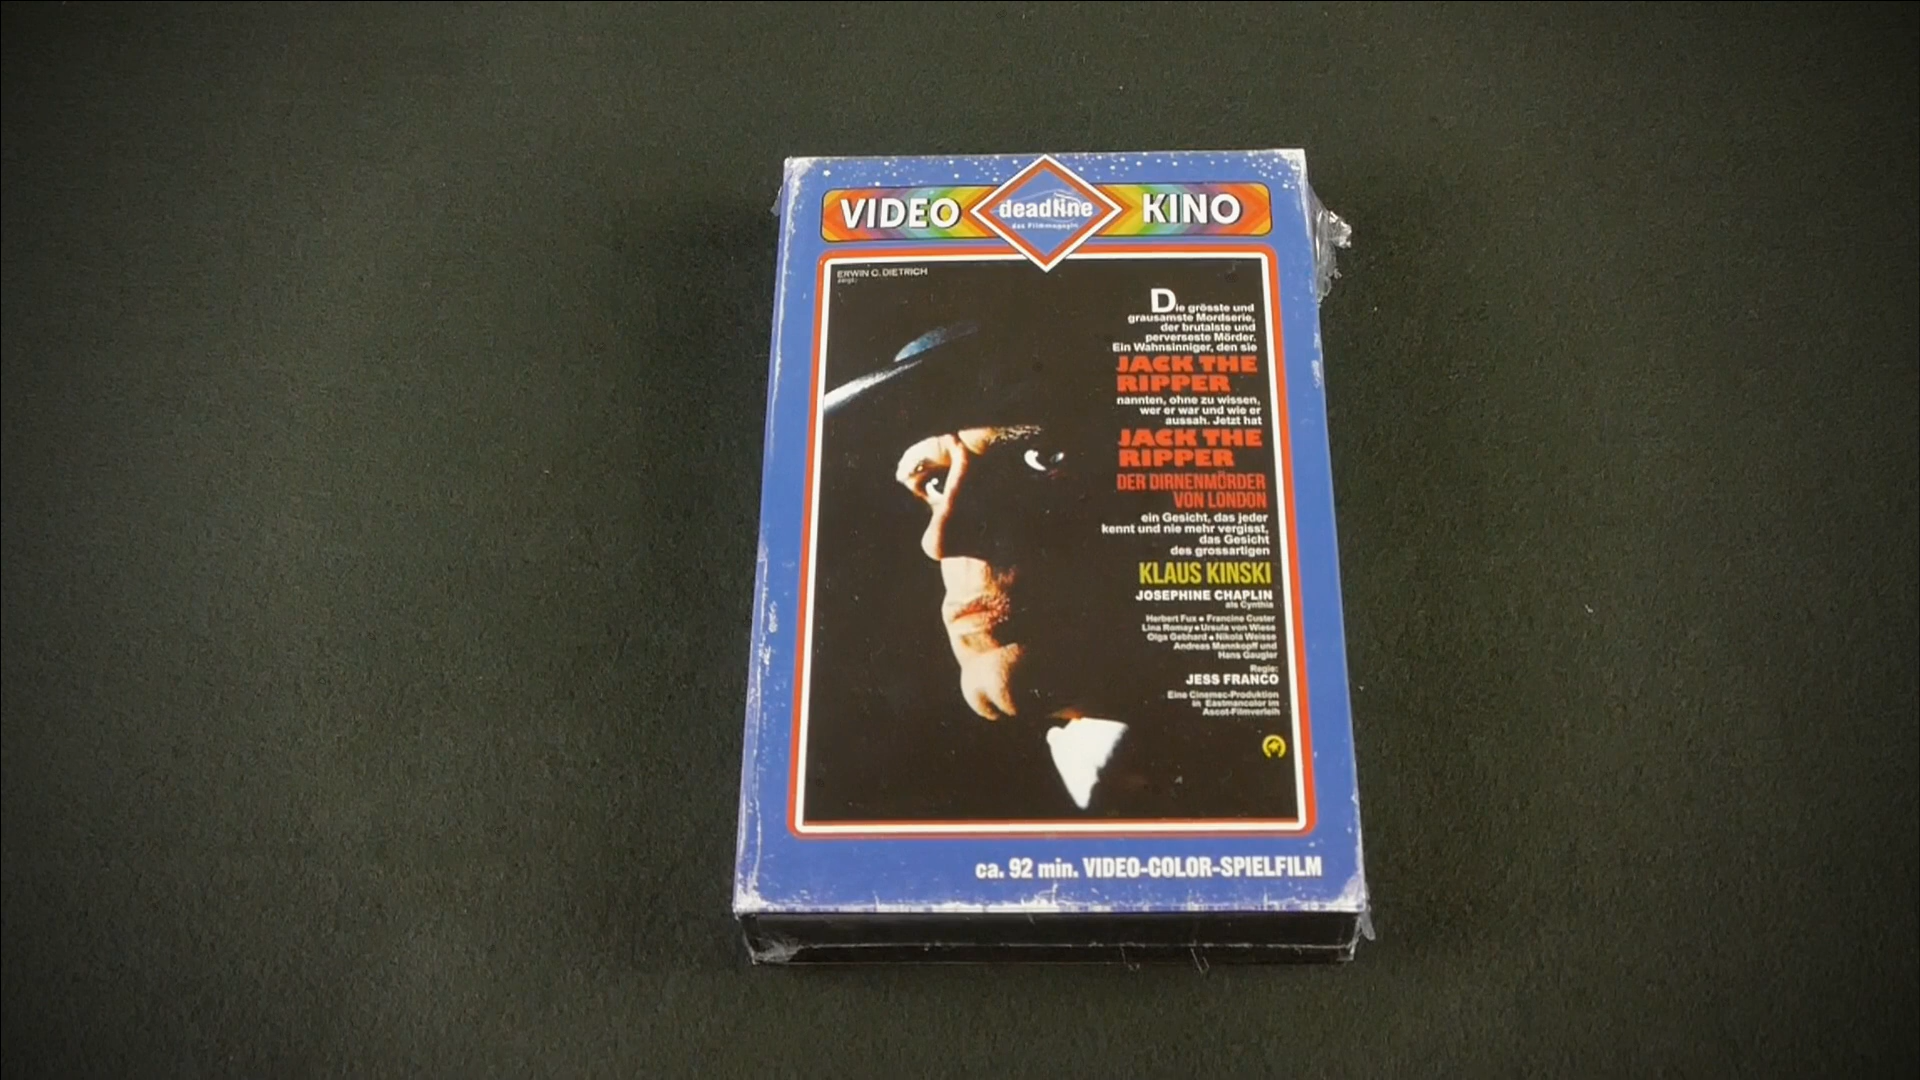 VIDEO deadline KINO
das Filmmagazin
ERWIN C. DIETRICH
zeigt:
Die grösste und
grausamste Mordserie,
der brutalste und
perverseste Mörder.
Ein Wahnsinniger, den sie
JACK THE
RIPPER
nannten, ohne zu wissen,
wer er war und wie er
aussah. Jetzt hat
JACK THE
RIPPER
DER DIRNENMÖRDER
VON LONDON
ein Gesicht, das jeder
kennt und nie mehr vergisst,
das Gesicht
des grossartigen
KLAUS KINSKI
JOSEPHINE CHAPLIN
als Cynthia
Herbert Fux • Francine Custer
Lina Romay • Ursula von Wiese
Olga Gebhard • Nikola Weisse
Andreas Mannkopff und
Hans Gaugler
Regie:
JESS FRANCO
Eine Cinemec-Produktion
in Eastmancolor im
Ascot-Filmverleih
ca. 92 min. VIDEO-COLOR-SPIELFILM